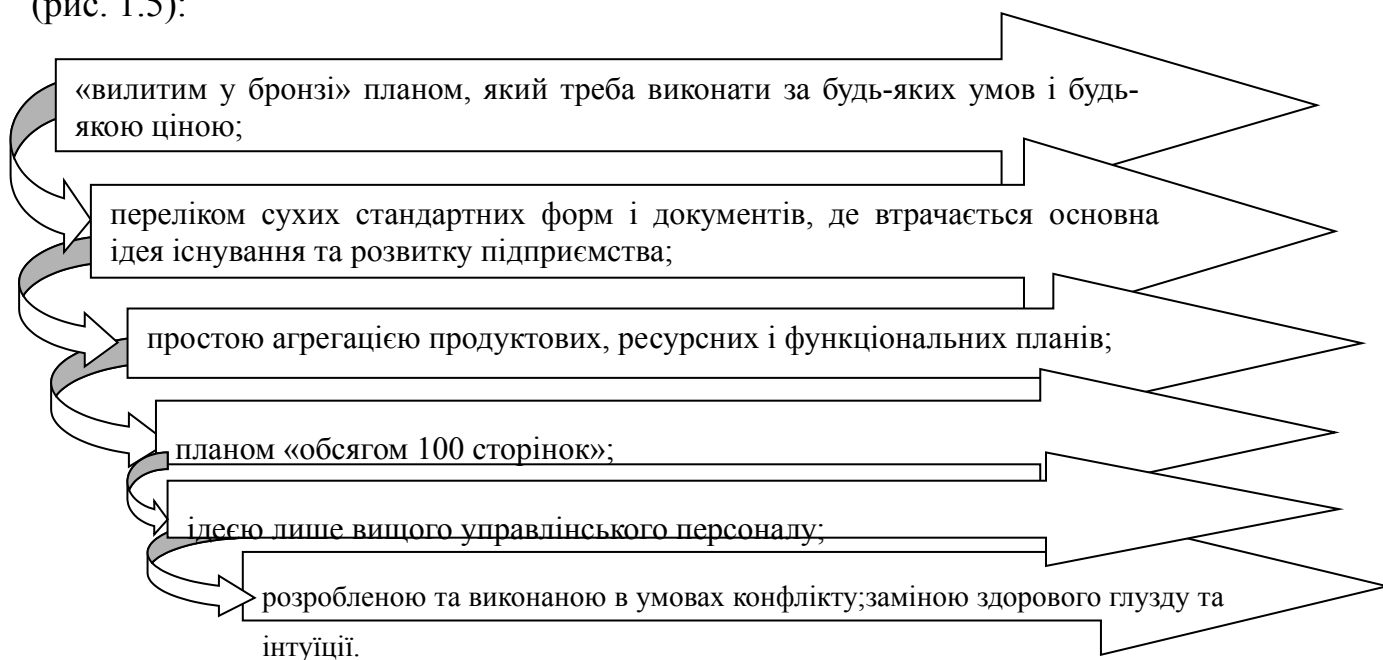 (рис. 1.5):
«вилитим у бронзі» планом, який треба виконати за будь-яких умов і будь-
якою ціною;
переліком сухих стандартних форм і документів, де втрачається основна
ідея існування та розвитку підприємства;
простою агрегацією продуктових, ресурсних і функціональних планів;
планом «обсягом 100 сторінок»;
ідеєю лише вищого управлінського персоналу;
розробленою та виконаною в умовах конфлікту;заміною здорового глузду та
інтуїції.